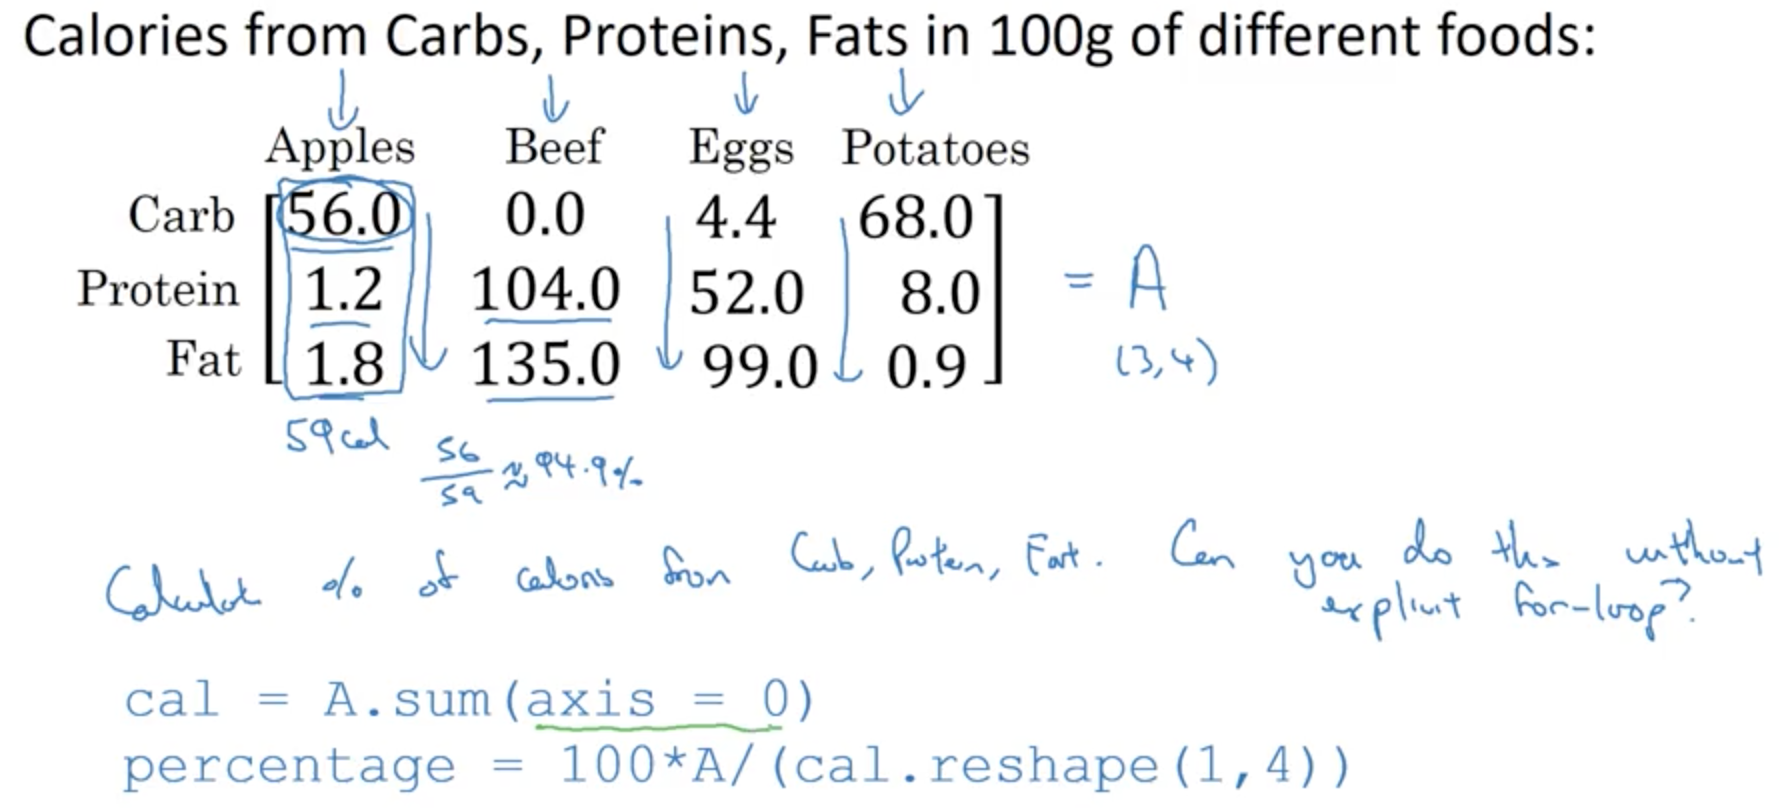 Calories from Carbs, Proteins, Fats in 100g of different foods:
Apples Beef Eggs Potatoes
Carb 56.0 0.0 4.4 68.0
Protein 1.2 104.0 52.0 8.0 = A
Fat 1.8 135.0 99.0 0.9 (3,4)
59 cal
56/59 ≈ 94.9%
Calculate % of calories from Carb, Protein, Fat. Can you do this without
explicit for-loop?
cal = A.sum(axis = 0)
percentage = 100*A/(cal.reshape(1,4))